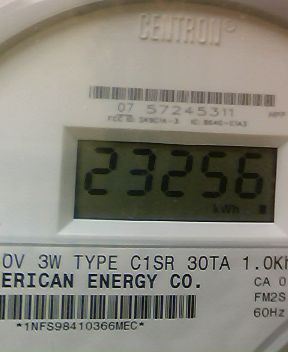 CENTRON®
07 57245311
23256
kWh
0V 3W TYPE C1SR 30TA 1.0Kh
ERICAN ENERGY CO.
CA 0
FM2S
60Hz
*1NFS98410366MEC*